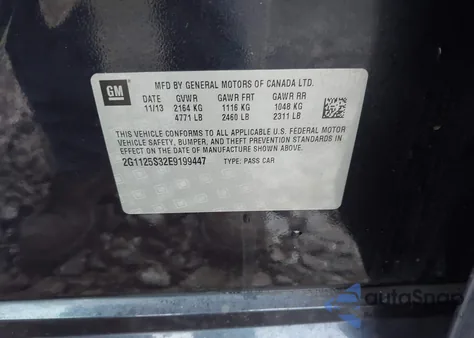 GM
MFD BY GENERAL MOTORS OF CANADA LTD.
DATE GVWR GAWR FRT GAWR RR
11/13 2164 KG 1116 KG 1048 KG
4771 LB 2460 LB 2311 LB
THIS VEHICLE CONFORMS TO ALL APPLICABLE U.S. FEDERAL MOTOR
VEHICLE SAFETY, BUMPER, AND THEFT PREVENTION STANDARDS IN
EFFECT ON THE DATE OF MANUFACTURE SHOWN ABOVE.
2G1125S32E9199447 TYPE: PASS CAR
autoSnap